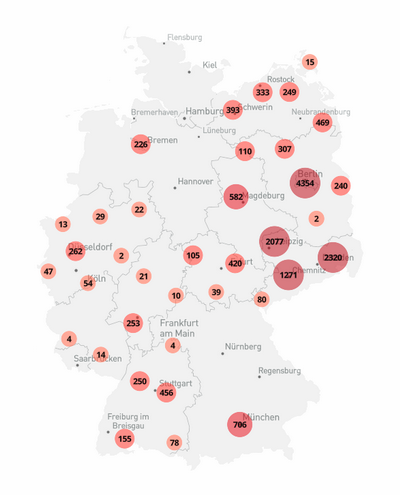 Flensburg
15
Kiel
Rostock
333
249
393
Schwerin
Neubrandenburg
469
Bremerhaven
Hamburg
Lüneburg
226
Bremen
110
307
Berlin
4354
Hannover
240
582
Magdeburg
22
29
2
13
2077
Leipzig
Düsseldorf
262
2
105
2320
420
47
Köln
21
1271
Chemnitz
54
10
39
80
253
Frankfurt
am Main
4
4
14
Saarbrücken
Nürnberg
Regensburg
250
Stuttgart
456
Freiburg im
Breisgau
München
706
155
78